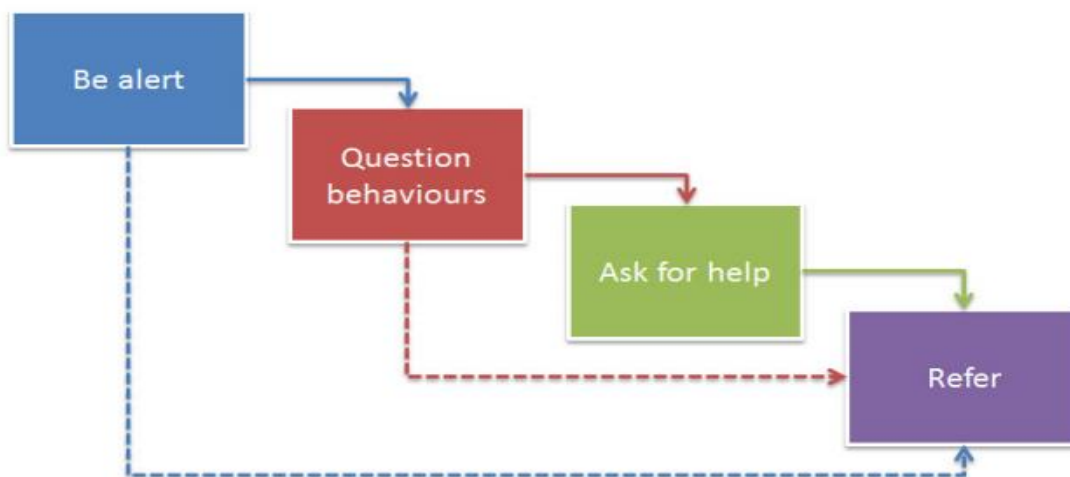 Be alert
Question
behaviours
Ask for help
Refer